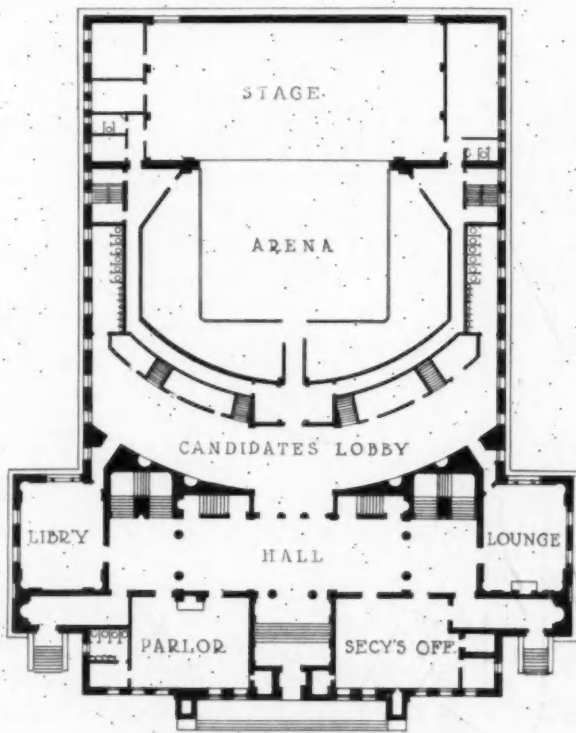 STAGE
ARENA
CANDIDATES LOBBY
LIBR'Y
HALL
LOUNGE
PARLOR
SECY'S OFF.